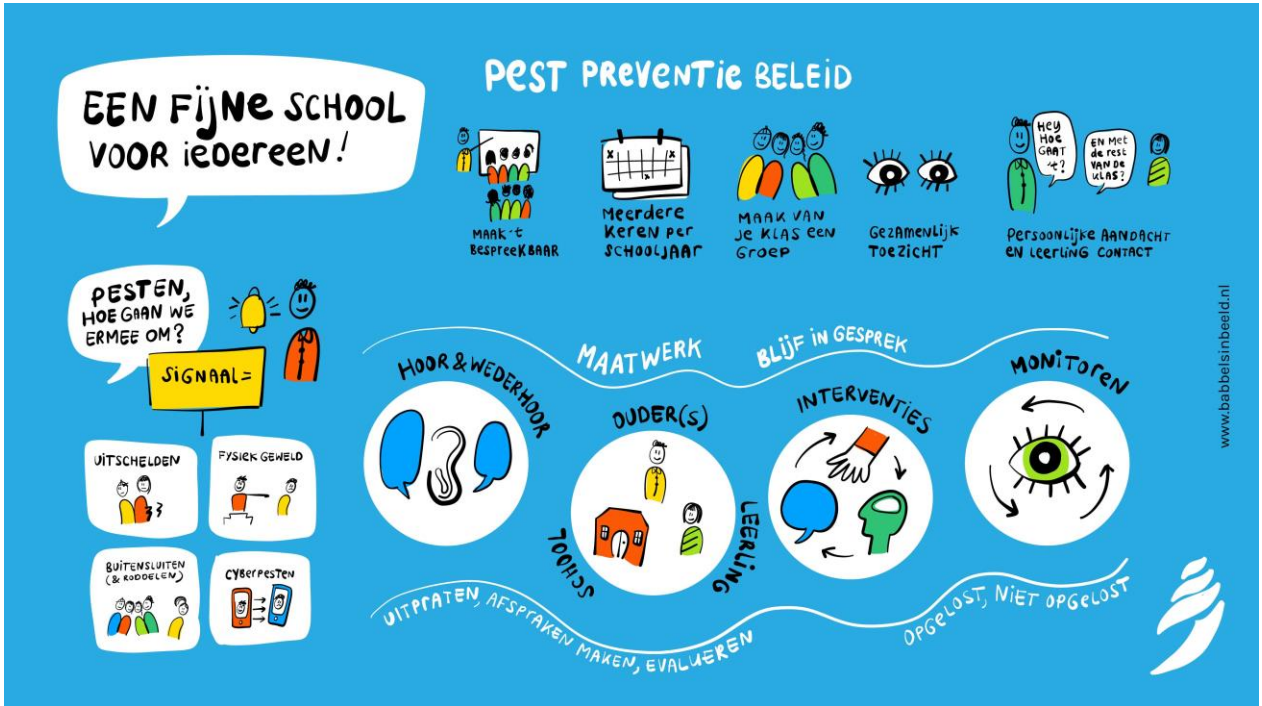 EEN FIJNE SCHOOL
VOOR iEDEREEN!
PEST PREVENTIE BELEID
MAAK 't
BESPREEKBAAR
MEERDERE
KEREN PER
SCHOOLJAAR
MAAK VAN
JE KLAS EEN
GROEP
GEZAMENLIJK
TOEZICHT
HEY
HOE
GAAT
't?
EN MET
de rest
VAN DE
KLAS?
PERSOONLIJKE AANDACHT
EN LEERLING CONTACT
PESTEN,
HOE GAAN WE
ERMEE OM?
SiGNAAL=
UITSCHELDEN
FYSIEK GEWELD
BUITENSLUITEN
(& RODDELEN)
CYBERPESTEN
MAATWERK
BLIJF IN GESPREK
HOOR & WEDERHOOR
OUDER(S)
SCHOOL
LEERLING
INTERVENTIES
MONITOREN
UITPRATEN, AFSPRAKEN MAKEN, EVALUEREN
OPGELOST, NIET OPGELOST
www.babbelsinbeeld.nl